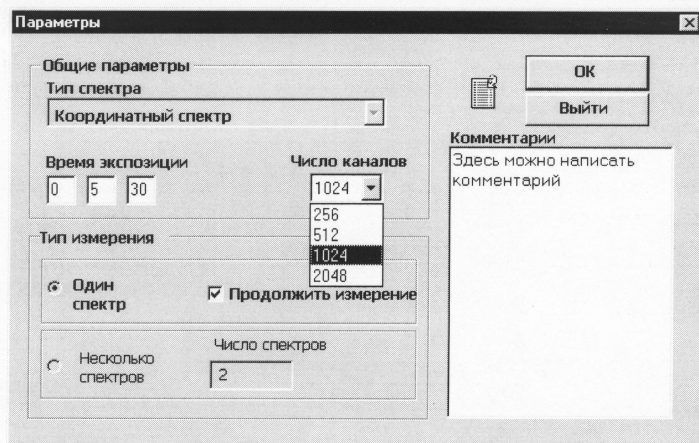 Параметры
Общие параметры
Тип спектра
Координатный спектр
Время экспозиции
0 5 30
Число каналов
1024
256
512
1024
2048
Тип измерения
Один
спектр
Продолжить измерение
Несколько
спектров
Число спектров
2
ОК
Выйти
Комментарии
Здесь можно написать
комментарий